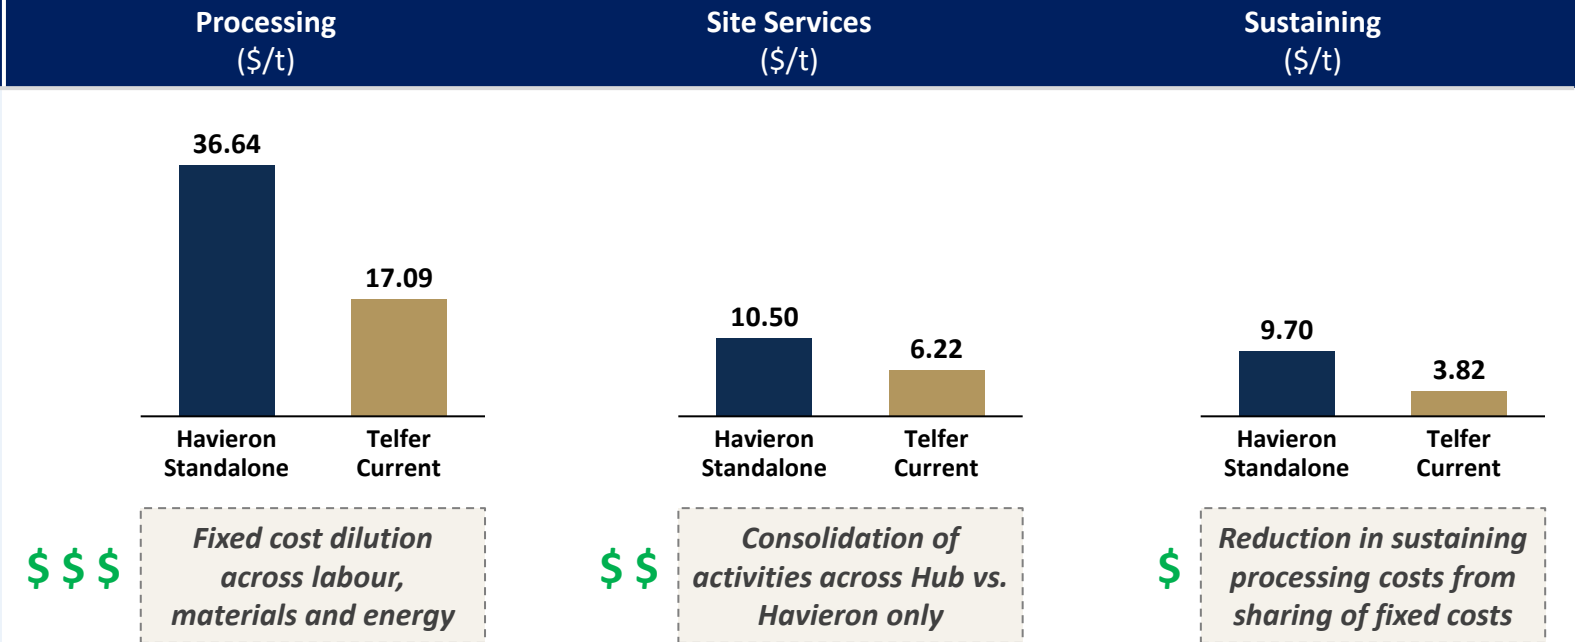 Processing
($/t)
Site Services
($/t)
Sustaining
($/t)
36.64
17.09
Havieron
Standalone
Telfer
Current
10.50
6.22
Havieron
Standalone
Telfer
Current
9.70
3.82
Havieron
Standalone
Telfer
Current
$ $ $
Fixed cost dilution
across labour,
materials and energy
$ $
Consolidation of
activities across Hub vs.
Havieron only
$
Reduction in sustaining
processing costs from
sharing of fixed costs